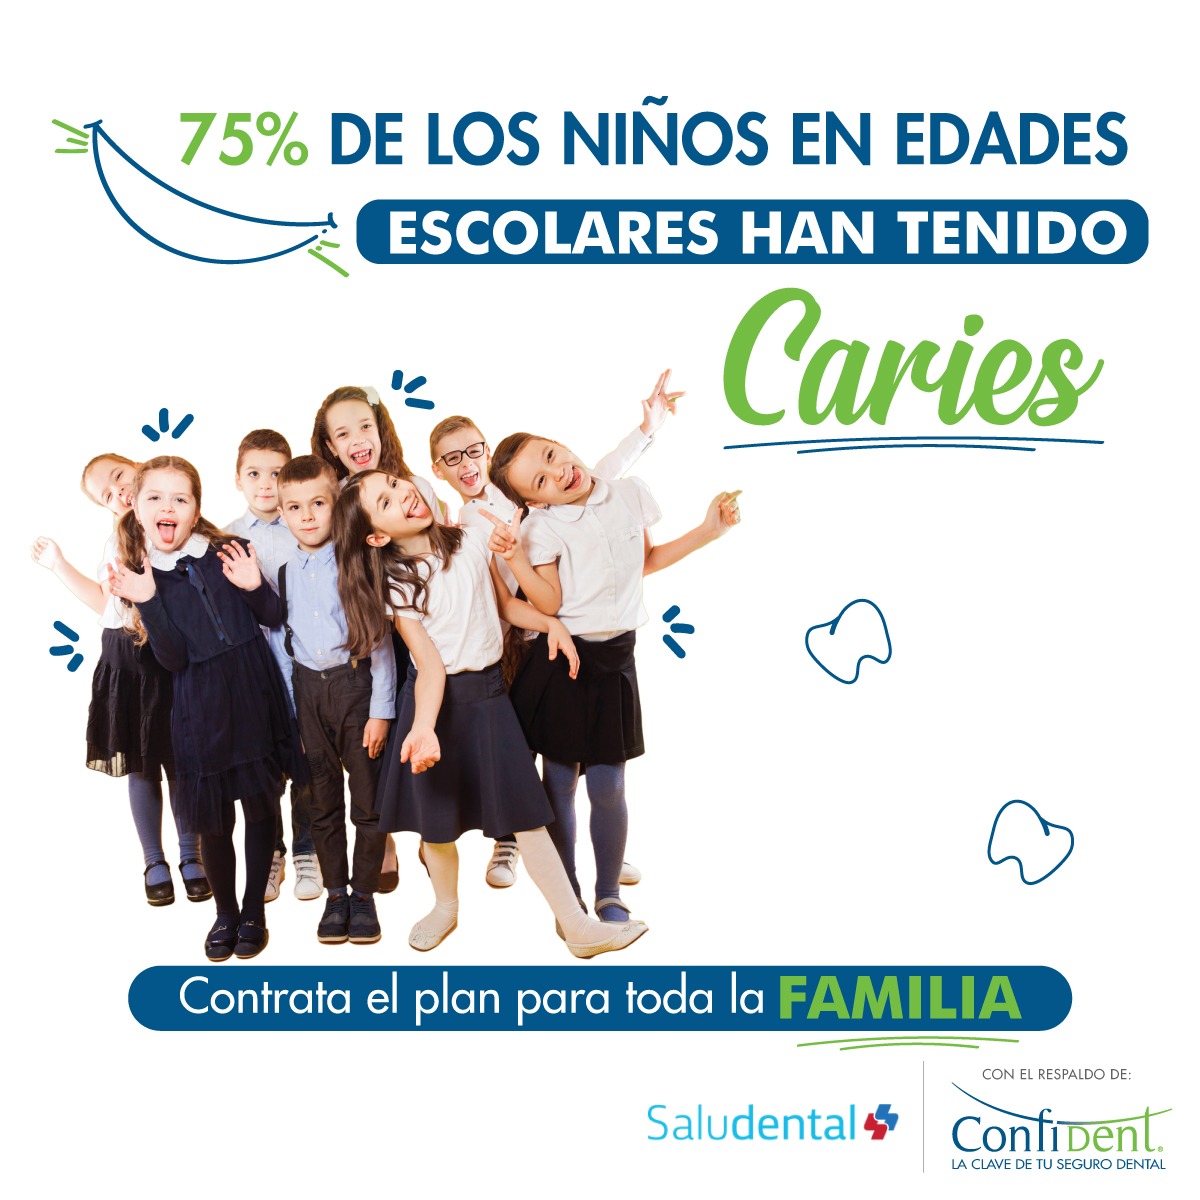 75% DE LOS NIÑOS EN EDADES
ESCOLARES HAN TENIDO
Caries
Contrata el plan para toda la FAMILIA
CON EL RESPALDO DE:
Saludental
ConfiDent®
LA CLAVE DE TU SEGURO DENTAL